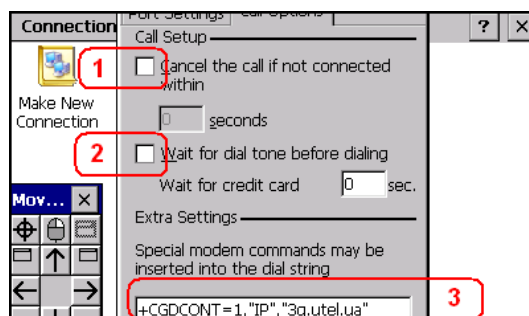 Connection
Port Settings Call Options
? X
Call Setup
1
Cancel the call if not connected
within
Make New
Connection
0 seconds
2
Wait for dial tone before dialing
Wait for credit card 0 sec.
Mov... X
Extra Settings
Special modem commands may be
inserted into the dial string
3
+CGDCONT=1,"IP","3g.utel.ua"